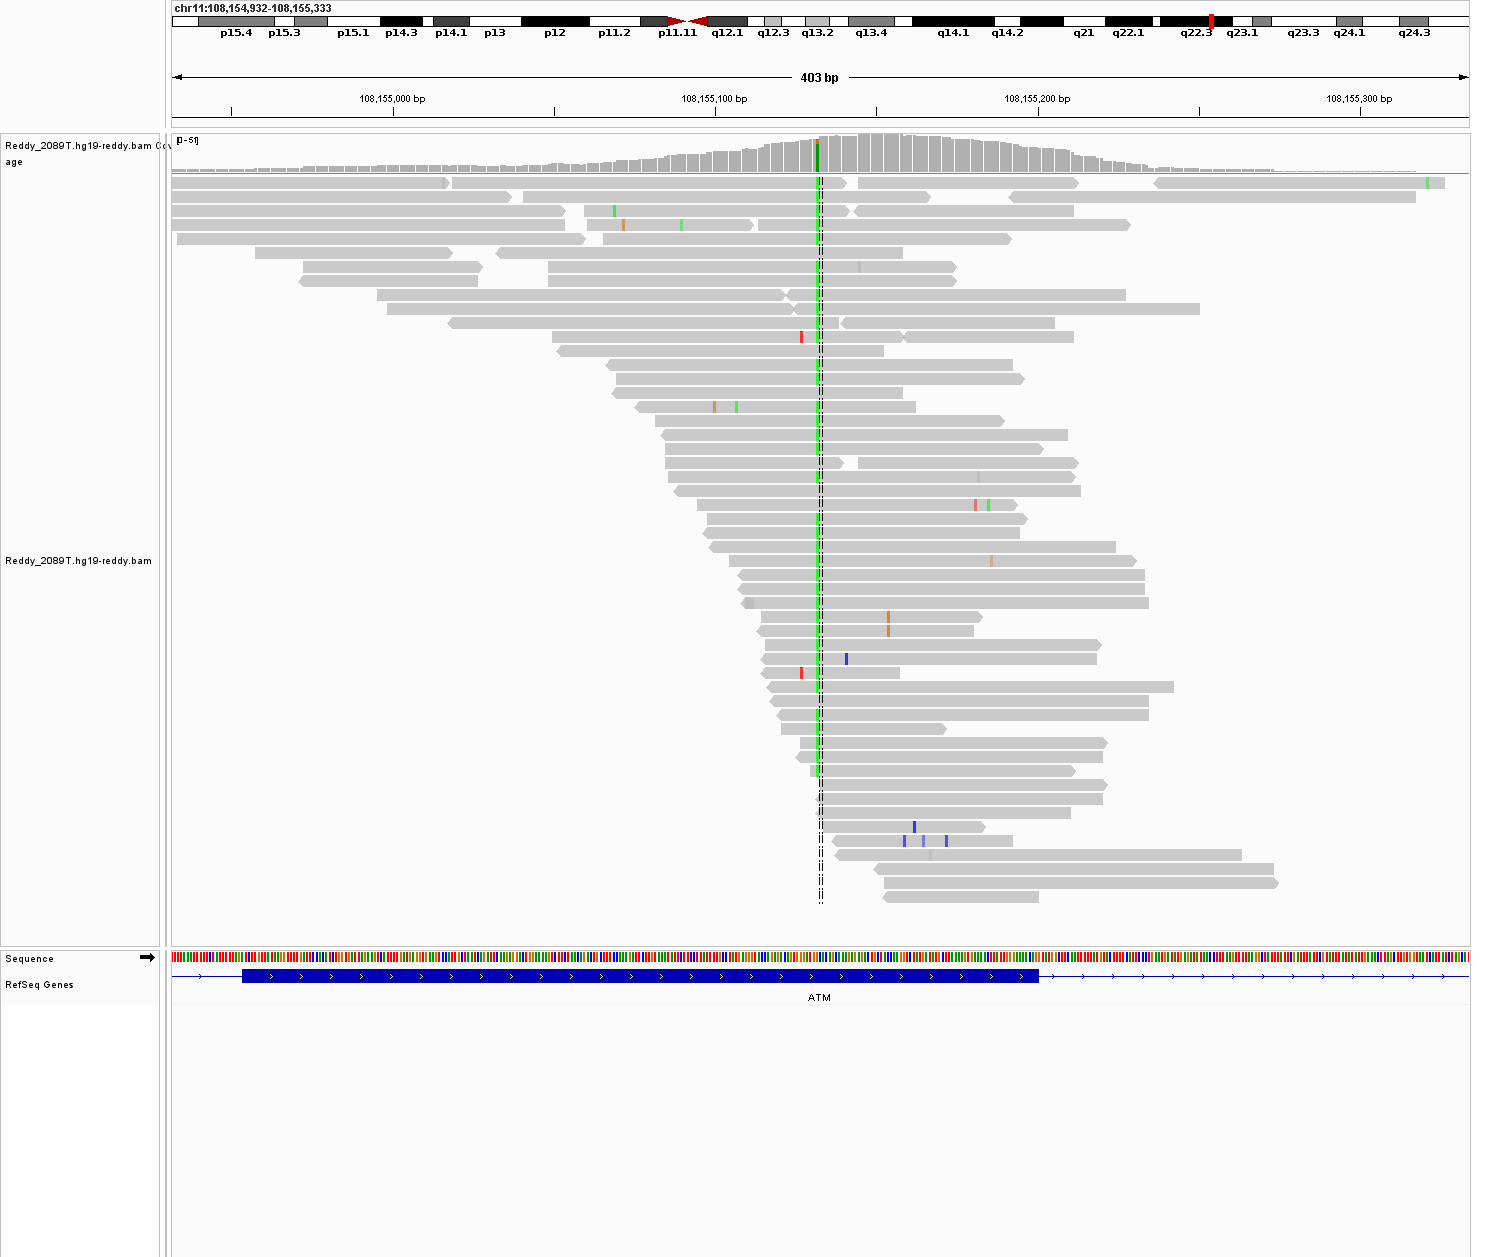 chr11:108,154,932-108,155,333
p15.4 p15.3 p15.1 p14.3 p14.1 p13 p12 p11.2 p11.11 q12.1 q12.3 q13.2 q13.4 q14.1 q14.2 q21 q22.1 q22.3 q23.1 q23.3 q24.1 q24.3
403 bp
108,155,000 bp 108,155,100 bp 108,155,200 bp 108,155,300 bp
[0-51]
Reddy_2089T.hg19-reddy.bam Cov
age
Reddy_2089T.hg19-reddy.bam
Sequence
RefSeq Genes
ATM